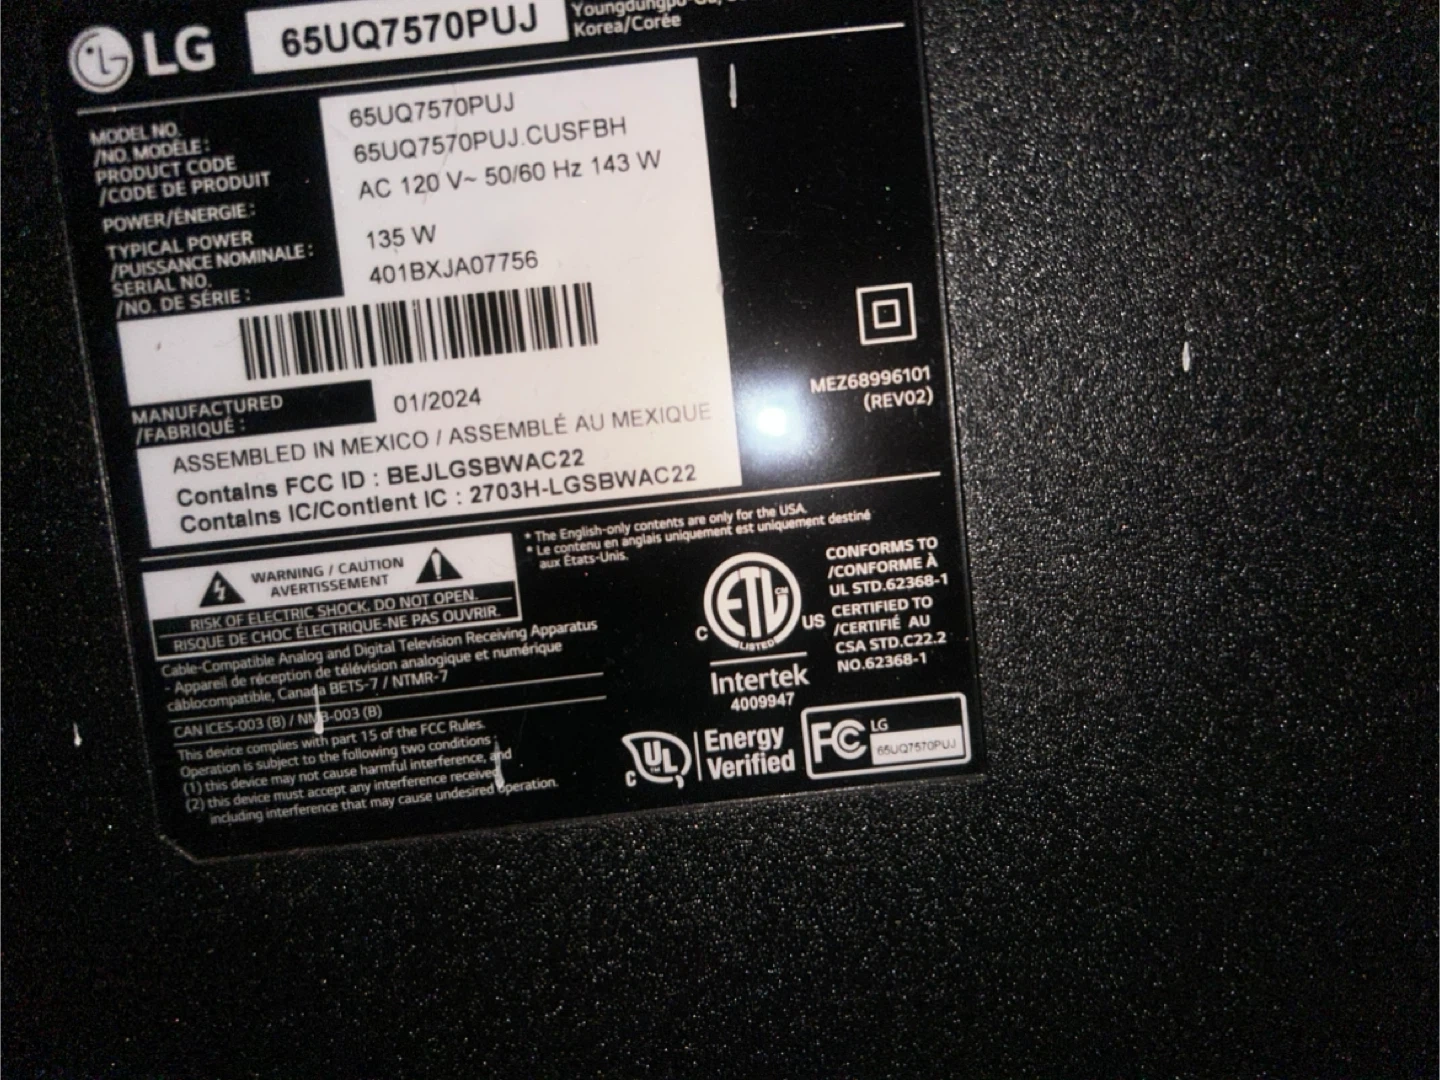 LG
65UQ7570PUJ
Korea/Corée
MODEL NO.
/NO. MODÈLE :
65UQ7570PUJ
PRODUCT CODE
/CODE DE PRODUIT
65UQ7570PUJ.CUSFBH
POWER/ÉNERGIE :
AC 120 V~ 50/60 Hz 143 W
TYPICAL POWER
/PUISSANCE NOMINALE :
135 W
SERIAL NO.
/NO. DE SÉRIE :
401BXJA07756
MANUFACTURED
/FABRIQUÉ :
01/2024
ASSEMBLED IN MEXICO / ASSEMBLÉ AU MEXIQUE
Contains FCC ID : BEJLGSBWAC22
Contains IC/Contient IC : 2703H-LGSBWAC22
MEZ68996101
(REV02)
* The English-only contents are only for the USA.
* Le contenu en anglais uniquement est uniquement destiné
aux États-Unis.
WARNING / CAUTION
AVERTISSEMENT
RISK OF ELECTRIC SHOCK, DO NOT OPEN.
RISQUE DE CHOC ÉLECTRIQUE-NE PAS OUVRIR.
Cable-Compatible Analog and Digital Television Receiving Apparatus
- Appareil de réception de télévision analogique et numérique
câblocompatible, Canada BETS-7 / NTMR-7
CAN ICES-003 (B) / NMB-003 (B)
This device complies with part 15 of the FCC Rules.
Operation is subject to the following two conditions : 
(1) this device may not cause harmful interference, and
(2) this device must accept any interference received,
including interference that may cause undesired operation.
C ETL CM US
LISTED
Intertek
4009947
CONFORMS TO
/CONFORME À
UL STD.62368-1
CERTIFIED TO
/CERTIFIÉ AU
CSA STD.C22.2
NO.62368-1
C UL
Energy
Verified
FC LG
65UQ7570PUJ